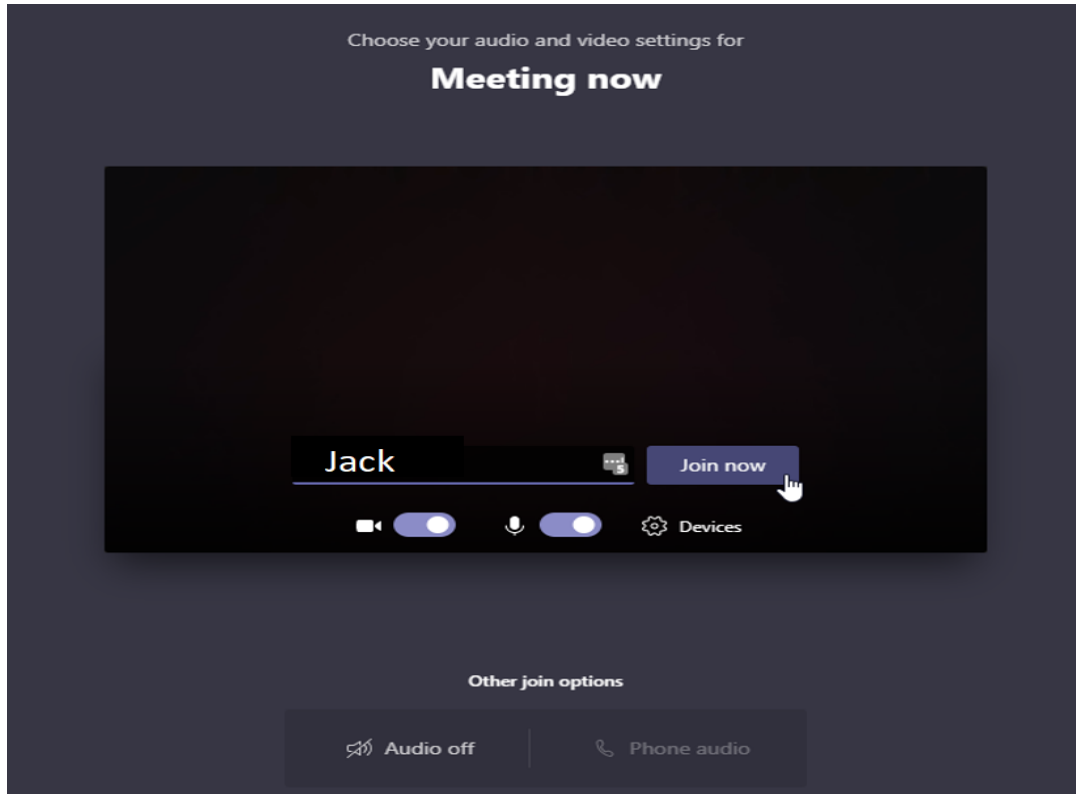 Choose your audio and video settings for
Meeting now
Jack
Join now
Devices
Other join options
Audio off
Phone audio